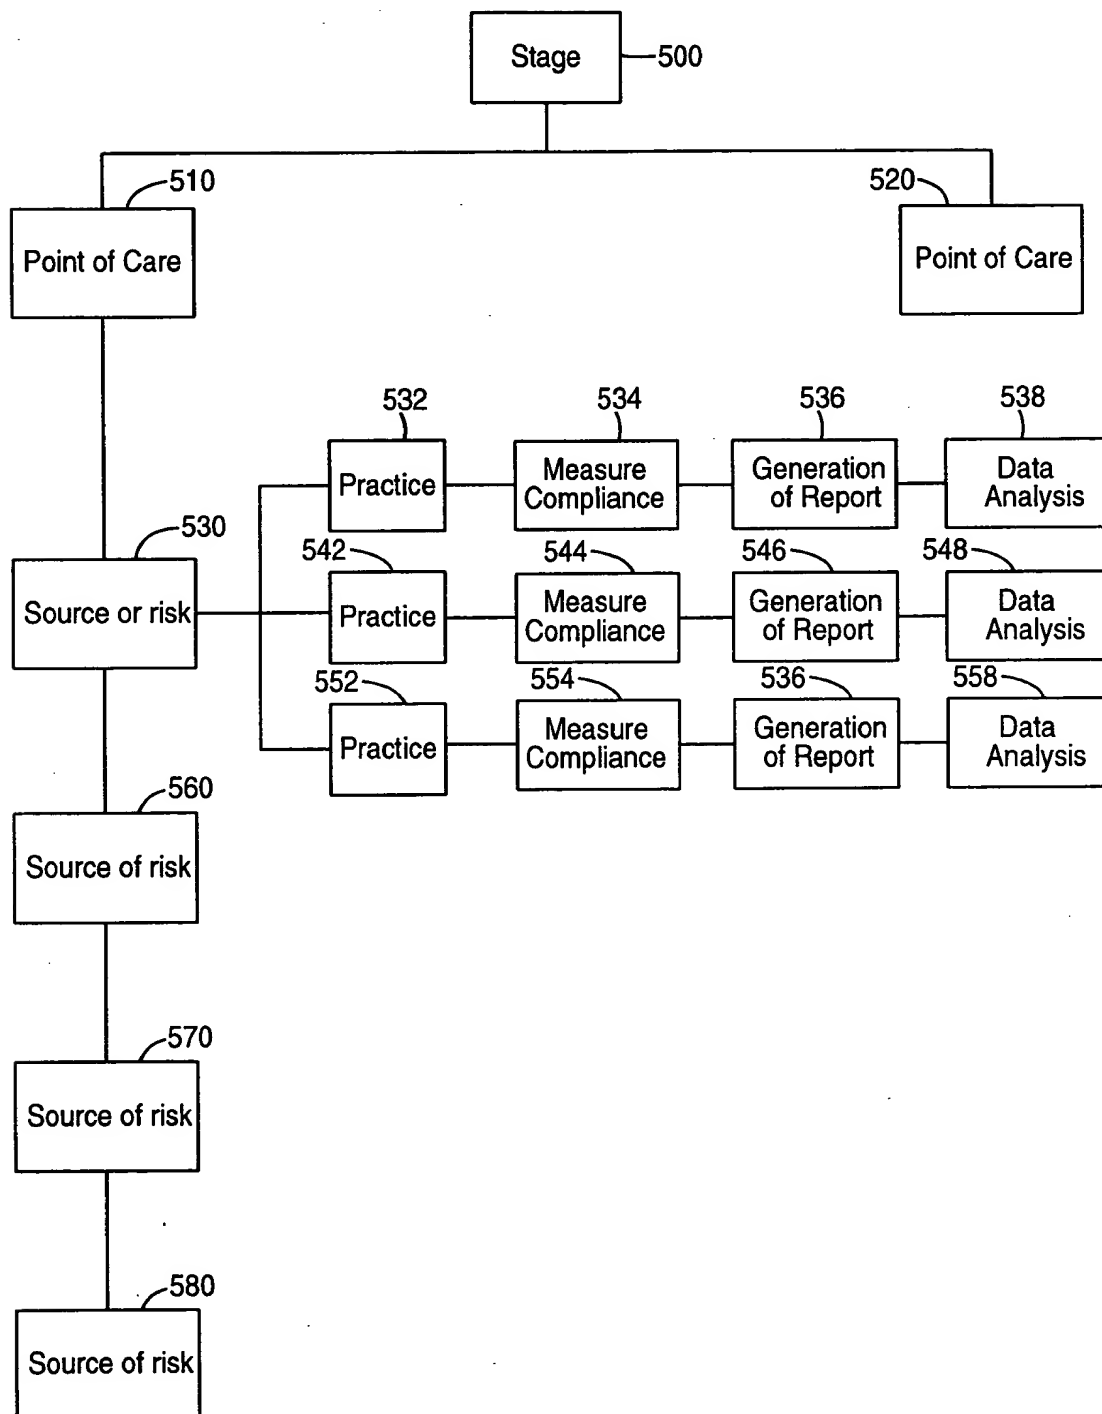 Stage
500
510
520
Point of Care
Point of Care
532
534
536
538
Practice
Measure
Compliance
Generation
of Report
Data
Analysis
530
Source or risk
542
544
546
548
Practice
Measure
Compliance
Generation
of Report
Data
Analysis
552
554
536
558
Practice
Measure
Compliance
Generation
of Report
Data
Analysis
560
Source of risk
570
Source of risk
580
Source of risk